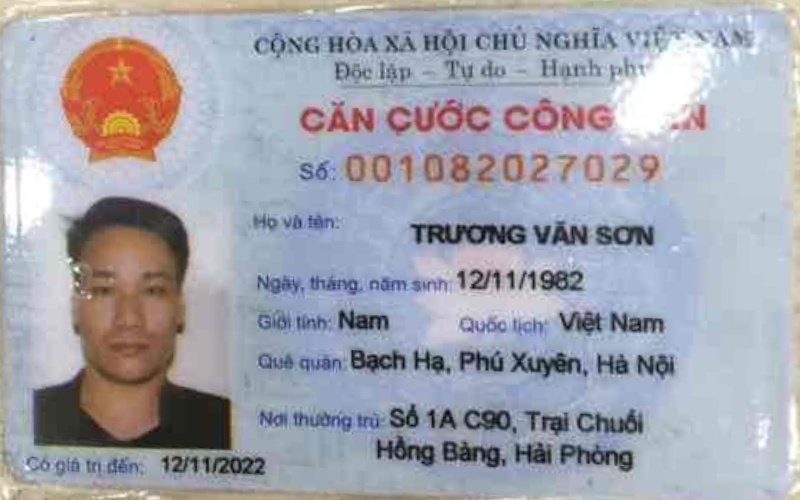 CỘNG HÒA XÃ HỘI CHỦ NGHĨA VIỆT NAM
Độc lập - Tự do - Hạnh
CĂN CƯỚC CÔNG
Số: 001082027029
Họ và tên: TRƯƠNG VĂN SƠN
Ngày, tháng, năm sinh: 12/11/1982
Giới tính: Nam Quốc tịch: Việt Nam
Quê quán: Bạch Hạ, Phú Xuyên, Hà Nội
Nơi thường trú: Số 1A C90, Trại Chuối
Hồng Bàng, Hải Phòng
Có giá trị đến: 12/11/2022